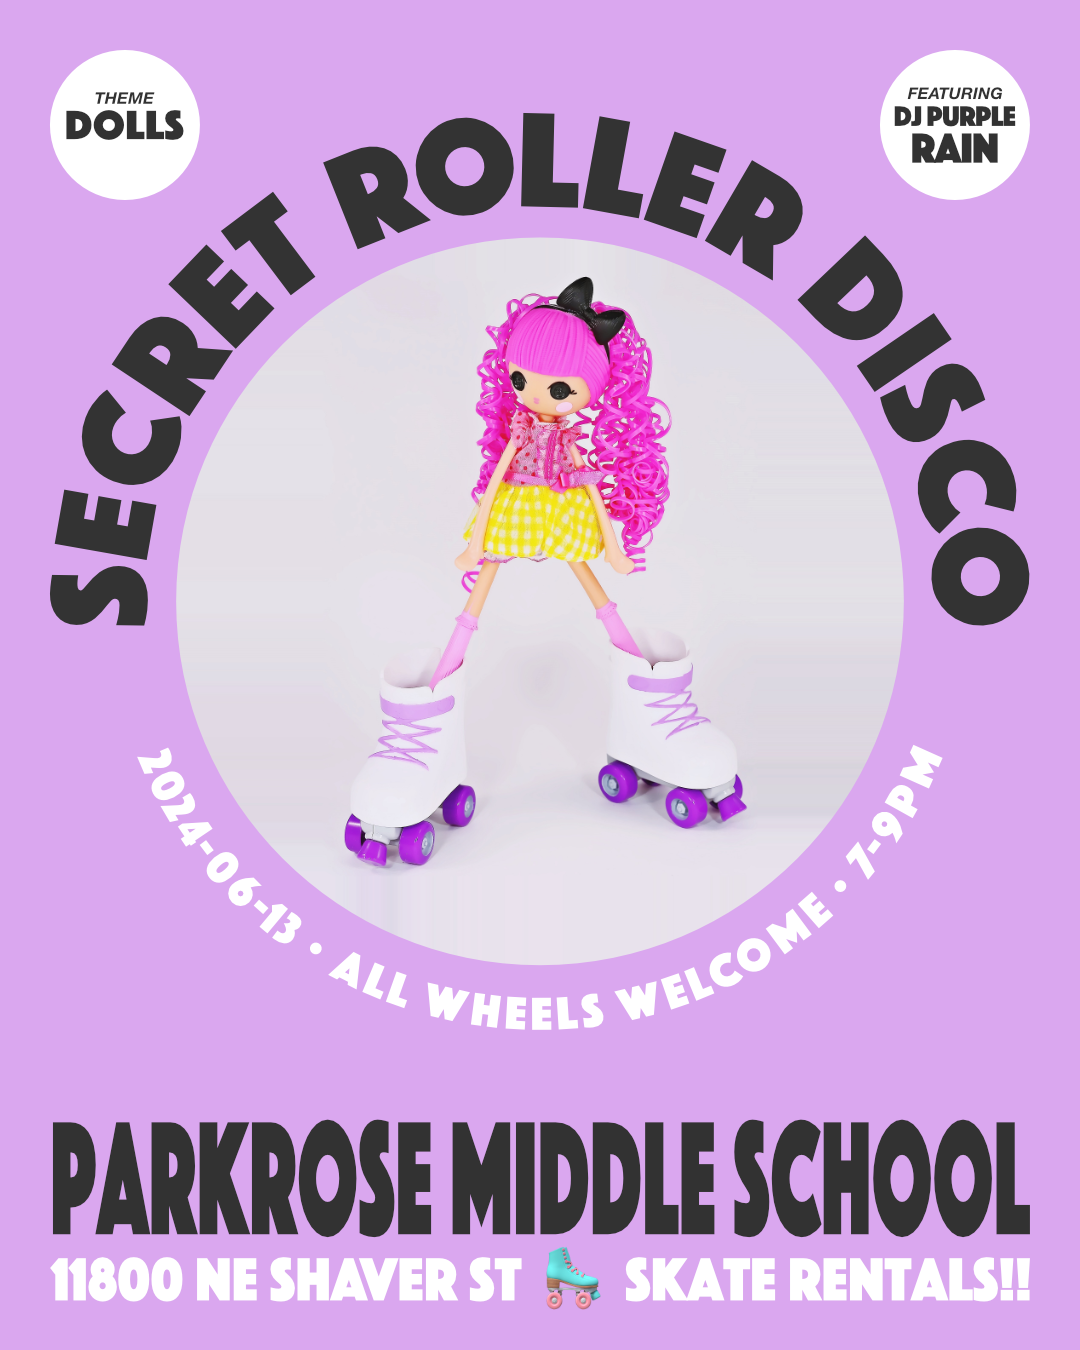 THEME
DOLLS
FEATURING
DJ PURPLE
RAIN
SECRET ROLLER DISCO
2024-06-13 • ALL WHEELS WELCOME • 7-9PM
PARKROSE MIDDLE SCHOOL
11800 NE SHAVER ST 🛼 SKATE RENTALS!!